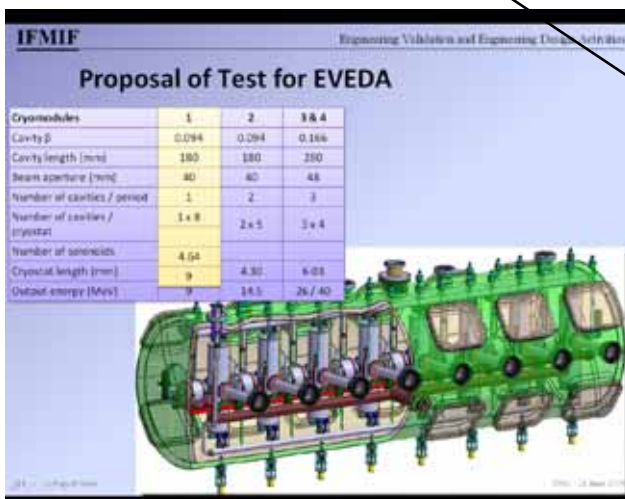 IFMIF
Engineering Validation and Engineering Design Activities
Proposal of Test for EVEDA
Cryomodules 1 2 3 & 4
Cavity β 0.094 0.094 0.166
Cavity length (mm) 180 180 280
Beam aperture (mm) 40 40 48
Number of cavities / period 1 2 3
Number of cavities / cryostat 1 x 8 2 x 5 3 x 4
Number of solenoids
Cryostat length (mm) 4.64 4.30 6.03
Output energy (MeV) 9 9 14.5 26 / 40